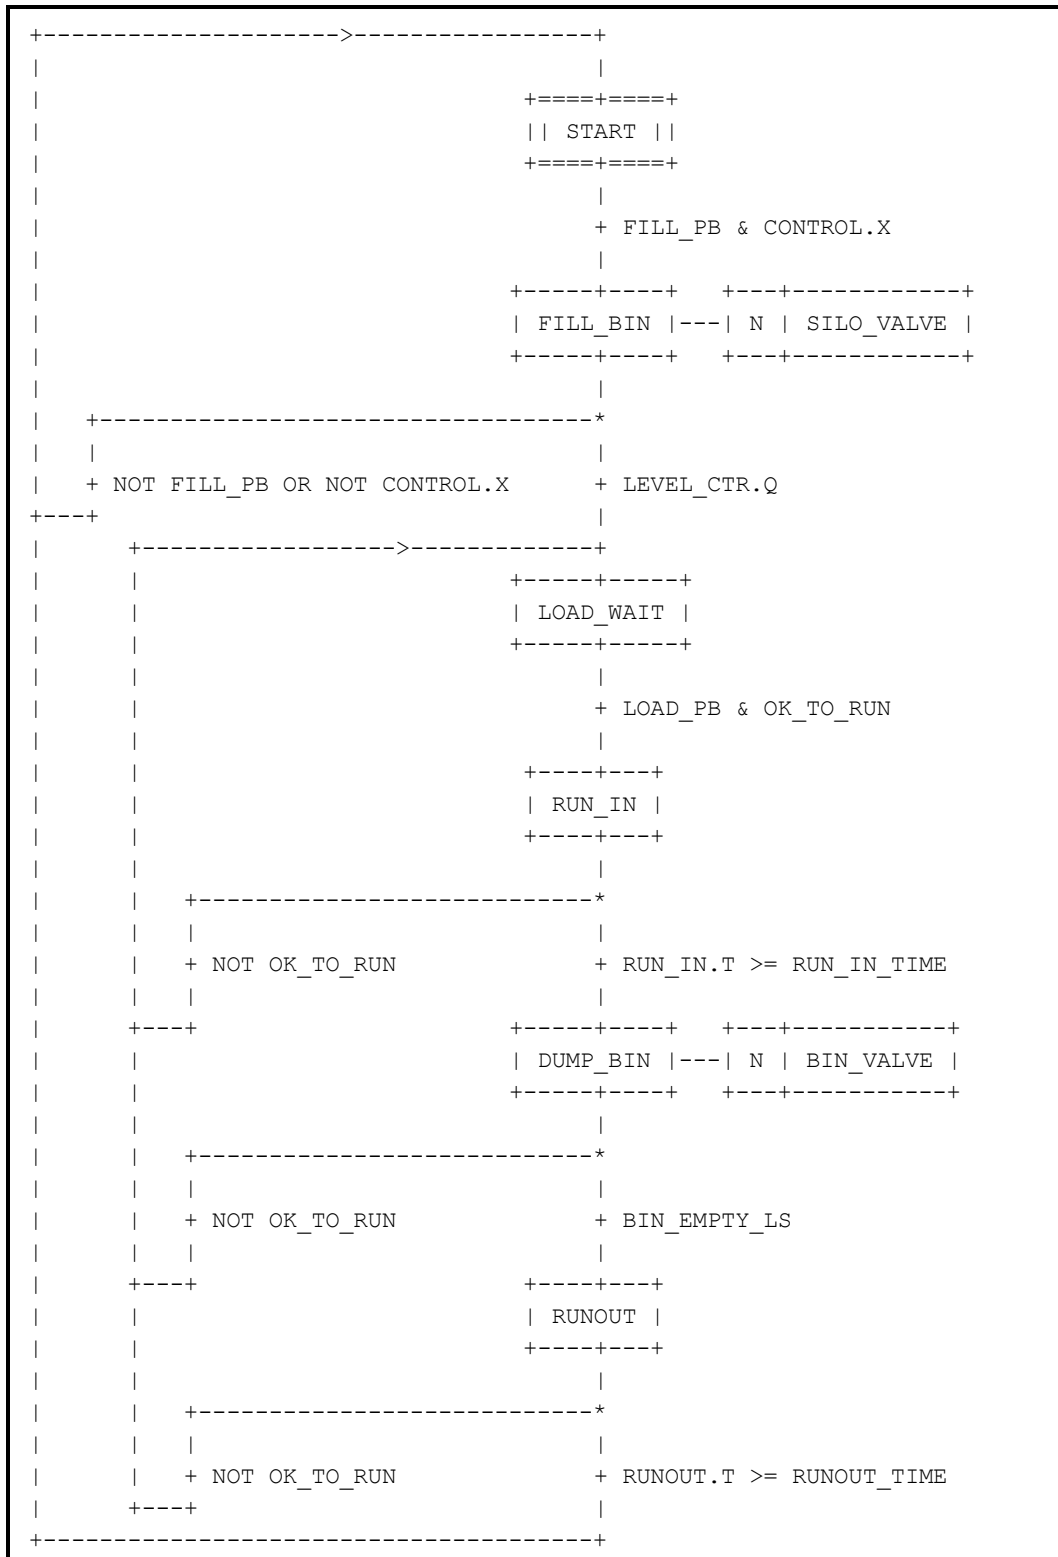 +--------------------->-----------------+
|                                       |
|                                  +====+====+
|                                  || START ||
|                                  +====+====+
|                                       |
|                                       + FILL_PB & CONTROL.X
|                                       |
|                                 +-----+----+   +---+------------+
|                                 | FILL_BIN |---| N | SILO_VALVE |
|                                 +-----+----+   +---+------------+
|                                       |
|   +-----------------------------------*
|   |                                   |
|   + NOT FILL_PB OR NOT CONTROL.X      + LEVEL_CTR.Q
+---+                                   |
|      +------------------>-------------+
|      |                          +-----+-----+
|      |                          | LOAD_WAIT |
|      |                          +-----+-----+
|      |                                |
|      |                                + LOAD_PB & OK_TO_RUN
|      |                                |
|      |                           +----+---+
|      |                           | RUN_IN |
|      |                           +----+---+
|      |                                |
|      |   +----------------------------*
|      |   |                            |
|      |   + NOT OK_TO_RUN              + RUN_IN.T >= RUN_IN_TIME
|      |   |                            |
|      +---+                      +-----+----+   +---+-----------+
|      |                          | DUMP_BIN |---| N | BIN_VALVE |
|      |                          +-----+----+   +---+-----------+
|      |                                |
|      |   +----------------------------*
|      |   |                            |
|      |   + NOT OK_TO_RUN              + BIN_EMPTY_LS
|      |   |                            |
|      +---+                       +----+---+
|      |                           | RUNOUT |
|      |                           +----+---+
|      |                                |
|      |   +----------------------------*
|      |   |                            |
|      |   + NOT OK_TO_RUN              + RUNOUT.T >= RUNOUT_TIME
|      +---+                            |
+---------------------------------------+